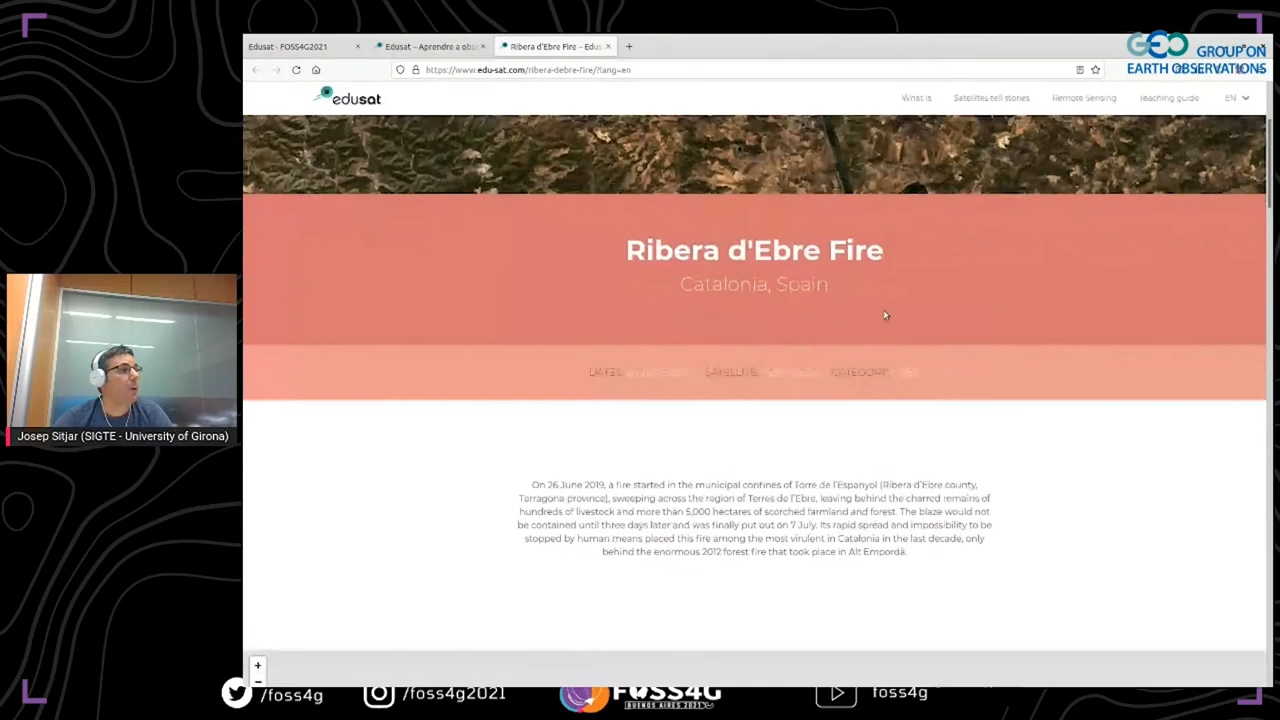 Edusat - FOSS4G2021
Edusat – Aprendre a obs
Ribera d'Ebre Fire – Edus
GEO GROUP ON
EARTH OBSERVATIONS
https://www.edu-sat.com/ribera-debre-fire/?lang=en
edusat
What is
Satellites tell stories
Remote Sensing
Teaching guide
EN
Ribera d'Ebre Fire
Catalonia, Spain
DATES:
SATELLITE:
CATEGORY:
On 26 June 2019, a fire started in the municipal confines of Torre de l'Espanyol (Ribera d'Ebre county,
Tarragona province), sweeping across the region of Terres de l'Ebre, leaving behind the charred remains of
hundreds of livestock and more than 5,000 hectares of scorched farmland and forest. The blaze would not
be contained until three days later and was finally put out on 7 July. Its rapid spread and impossibility to be
stopped by human means placed this fire among the most virulent in Catalonia in the last decade, only
behind the enormous 2012 forest fire that took place in Alt Empordà.
Josep Sitjar (SIGTE - University of Girona)
/foss4g
/foss4g2021
FOSS4G
BUENOS AIRES 2021
foss4g